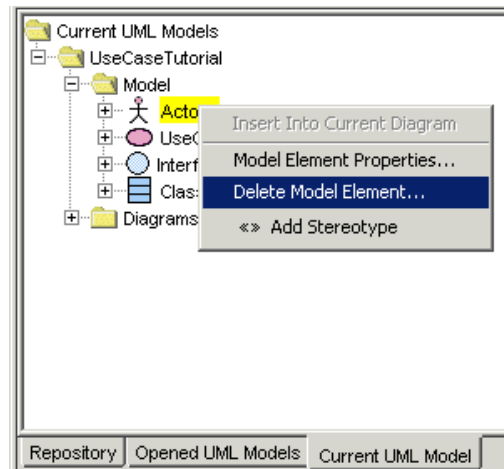 Current UML Models
UseCaseTutorial
Model
Acto
Insert Into Current Diagram
UseC
Model Element Properties...
Interf
Delete Model Element...
Clas
«» Add Stereotype
Diagrams
Repository
Opened UML Models
Current UML Model